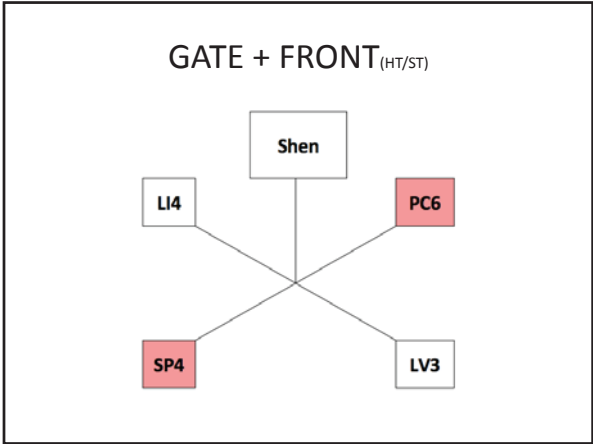 GATE + FRONT(HT/ST)
Shen
LI4
PC6
SP4
LV3